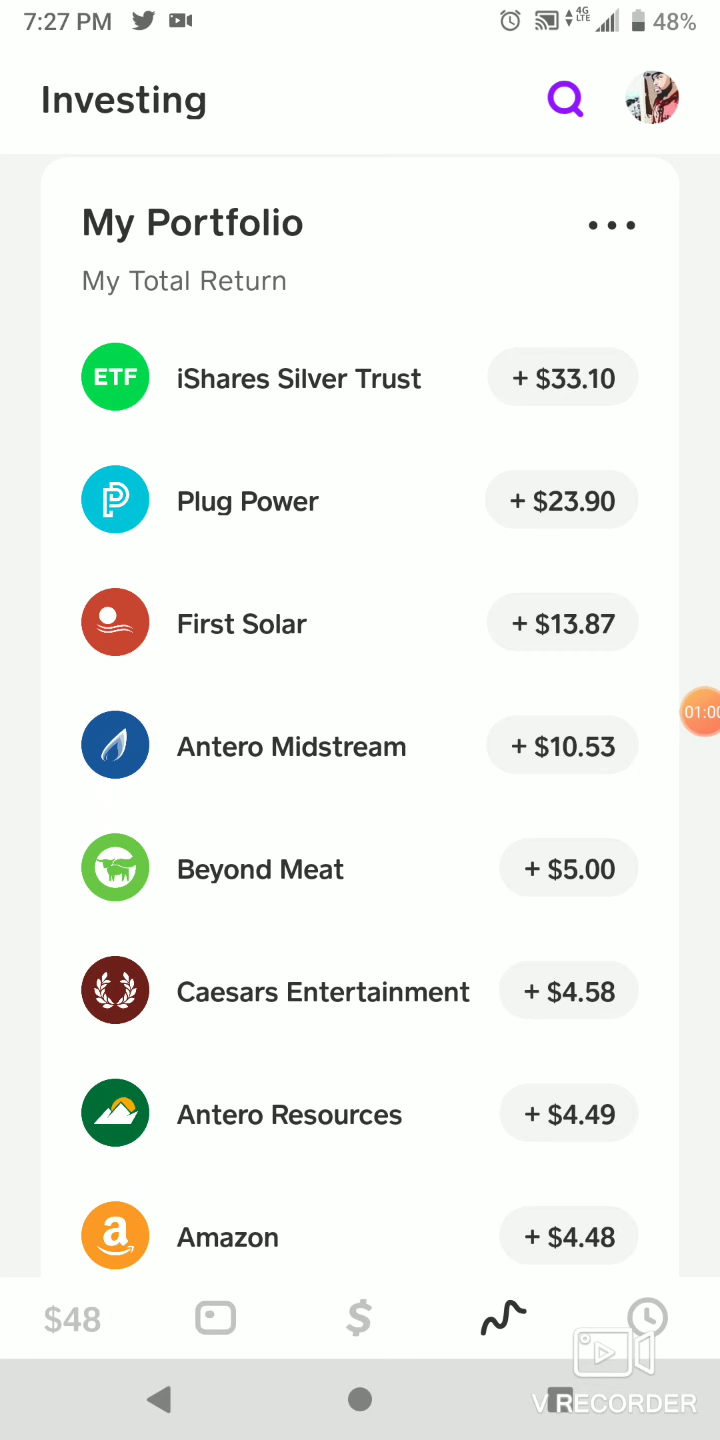 7:27 PM
4G
LTE
48%
Investing
My Portfolio
My Total Return
ETF
iShares Silver Trust
+ $33.10
Plug Power
+ $23.90
First Solar
+ $13.87
01:00
Antero Midstream
+ $10.53
Beyond Meat
+ $5.00
Caesars Entertainment
+ $4.58
Antero Resources
+ $4.49
a
Amazon
+ $4.48
$48
$
VRECORDER